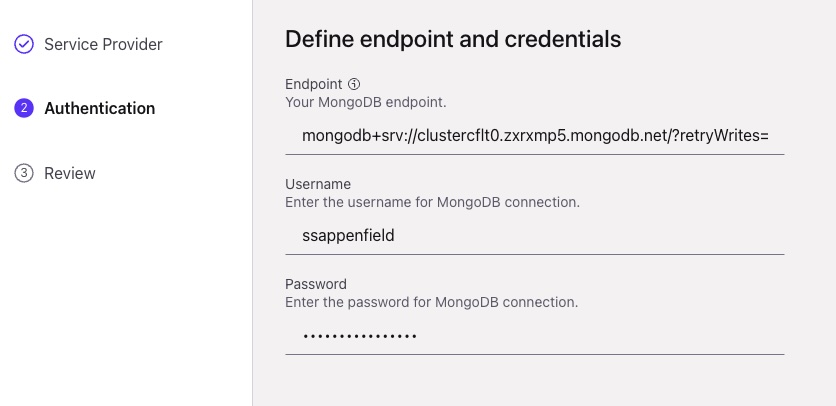 Service Provider
2 Authentication
3 Review
Define endpoint and credentials
Endpoint
Your MongoDB endpoint.
mongodb+srv://clustercflt0.zxrxmp5.mongodb.net/?retryWrites=
Username
Enter the username for MongoDB connection.
ssappenfield
Password
Enter the password for MongoDB connection.
••••••••••••••••